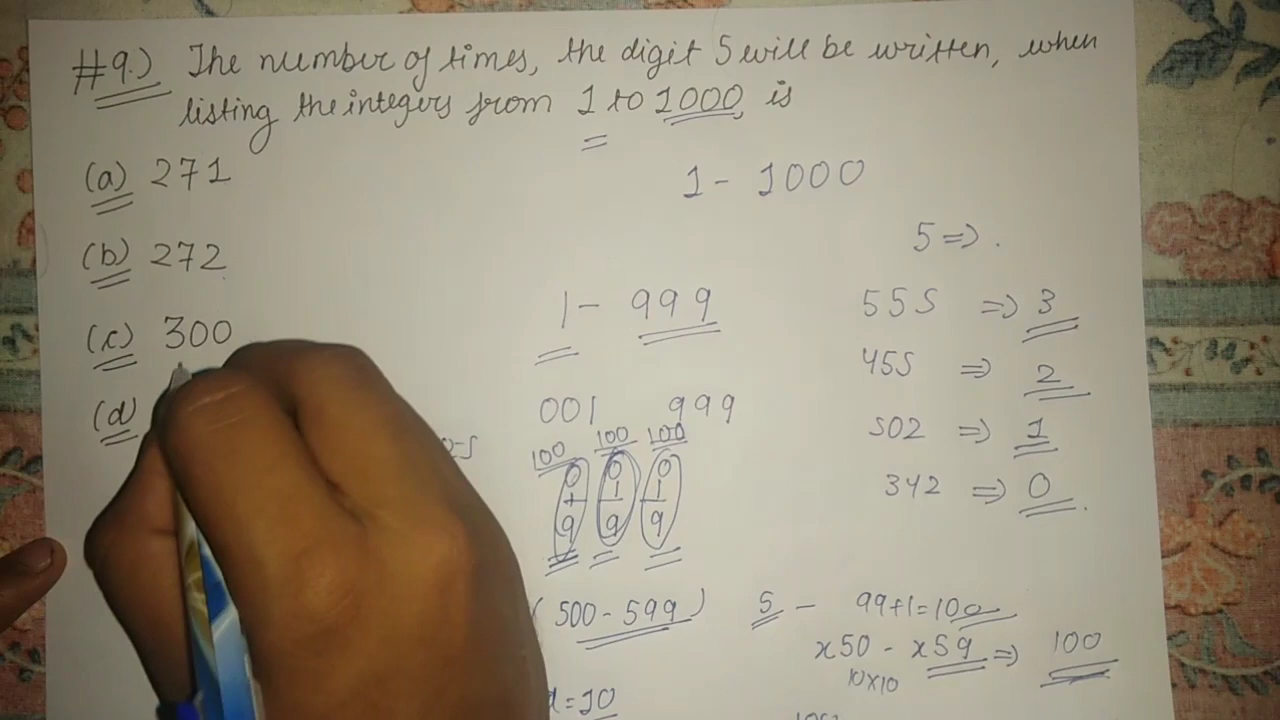 #9.) The number of times, the digit 5 will be written, when
listing the integers from 1 to 1000, is
(a) 271
(b) 272
(c) 300
(d)
1 - 1000
5 => .
1 - 999
555 => 3
455 => 2
502 => 1
342 => 0
001 999
100 100 100
0-9 0-9 0-9
(500 - 599) 5 - 99+1=100
x50 - x59 => 100
10x10
=10